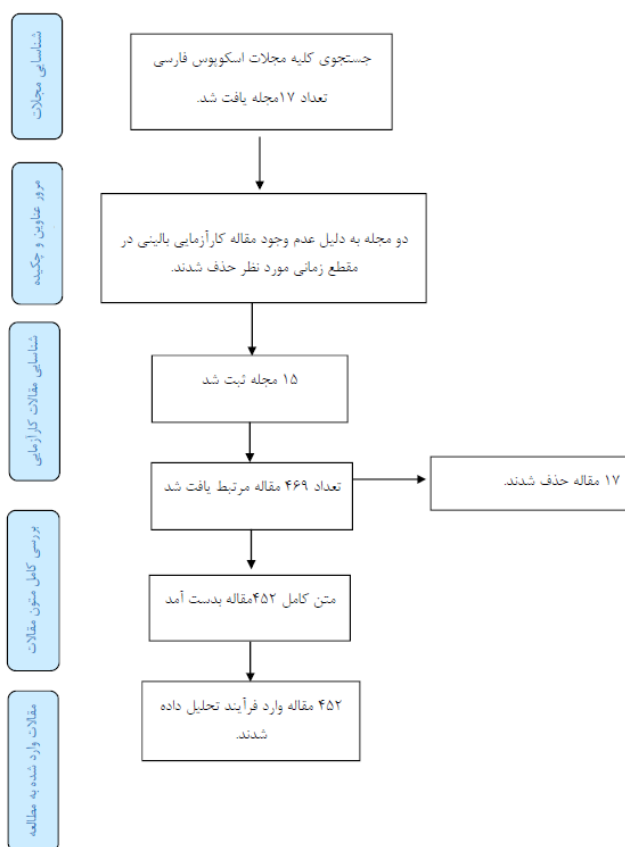 شناسایی مجلات
جستجوی کلیه مجلات اسکوپوس فارسی
تعداد ۱۷مجله یافت شد.
مرور عناوین و چکیده
دو مجله به دلیل عدم وجود مقاله کارآزمایی بالینی در
مقطع زمانی مورد نظر حذف شدند.
شناسایی مقالات کارآزمایی
۱۵ مجله ثبت شد
تعداد ۴۶۹ مقاله مرتبط یافت شد
۱۷ مقاله حذف شدند.
بررسی کامل متون مقالات
متن کامل ۴۵۲مقاله بدست آمد
مقالات وارد شده به مطالعه
۴۵۲ مقاله وارد فرآیند تحلیل داده
شدند.